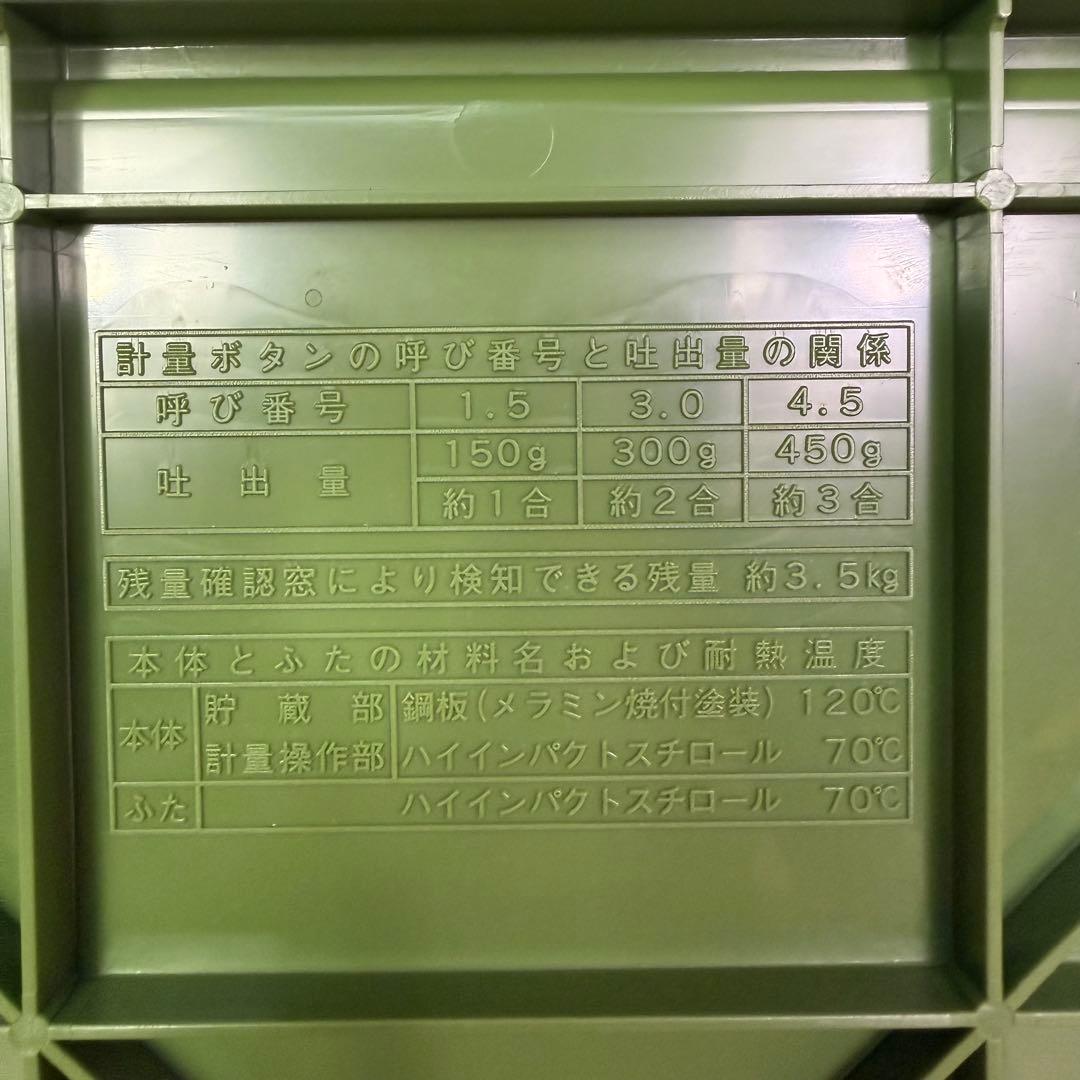 計量ボタンの呼び番号と吐出量の関係
呼び番号 1.5 3.0 4.5
吐出量 150g 300g 450g
約1合 約2合 約3合
残量確認窓により検知できる残量 約3.5kg
本体とふたの材料名および耐熱温度
本体 貯蔵部 鋼板(メラミン焼付塗装) 120℃
計量操作部 ハイインパクトスチロール 70℃
ふた ハイインパクトスチロール 70℃